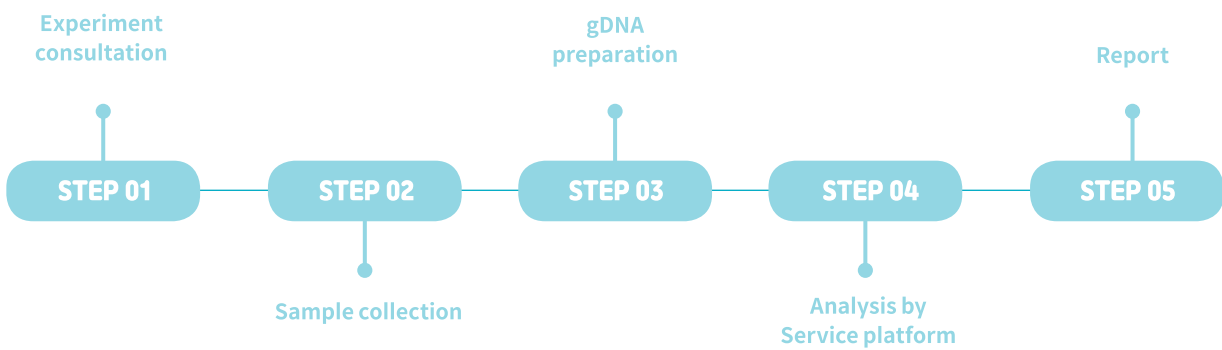 Experiment
consultation
gDNA
preparation
Report
STEP 01
STEP 02
STEP 03
STEP 04
STEP 05
Sample collection
Analysis by
Service platform